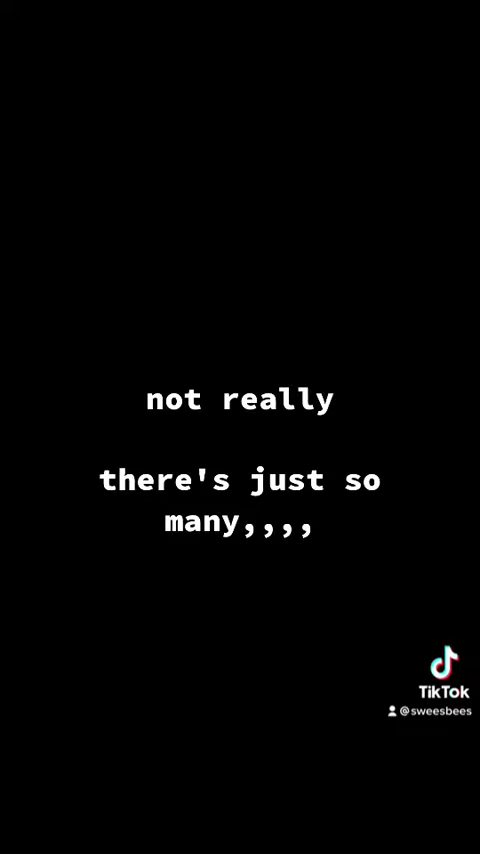 not really
there's just so
many,,,,
TikTok
@sweesbees